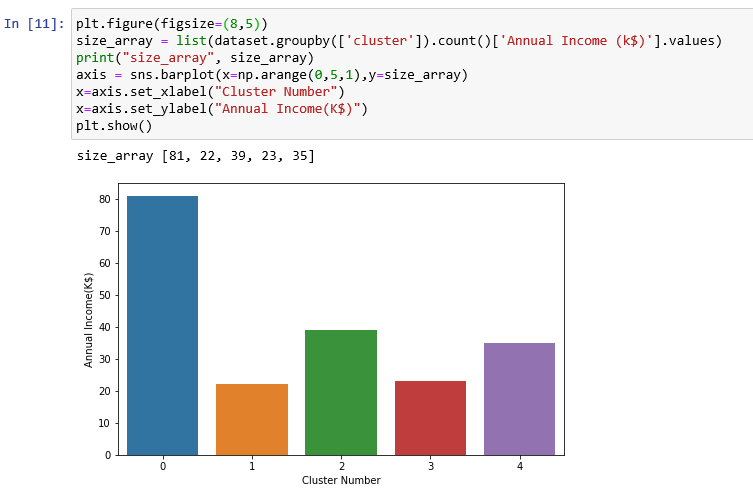 In [11]: plt.figure(figsize=(8,5))
size_array = list(dataset.groupby(['cluster']).count()['Annual Income (k$)'].values)
print("size_array", size_array)
axis = sns.barplot(x=np.arange(0,5,1),y=size_array)
x=axis.set_xlabel("Cluster Number")
x=axis.set_ylabel("Annual Income(K$)")
plt.show()
size_array [81, 22, 39, 23, 35]
80
70
60
50
40
30
20
10
0
Annual Income(K$)
0 1 2 3 4
Cluster Number